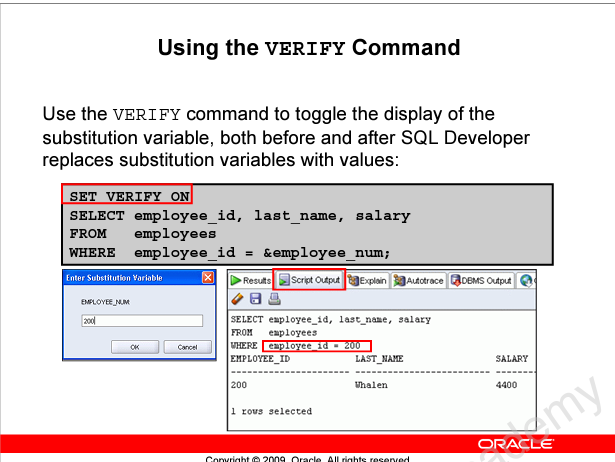 Using the VERIFY Command
Use the VERIFY command to toggle the display of the
substitution variable, both before and after SQL Developer
replaces substitution variables with values:
SET VERIFY ON
SELECT employee_id, last_name, salary
FROM employees
WHERE employee_id = &employee_num;
Enter Substitution Variable
EMPLOYEE_NUM:
200
OK Cancel
Results Script Output Explain Autotrace DBMS Output
SELECT employee_id, last_name, salary
FROM employees
WHERE employee_id = 200
EMPLOYEE_ID LAST_NAME SALARY
---------------------- ------------------------- ----------------------
200 Whalen 4400
1 rows selected
ademy
ORACLE
Copyright © 2009, Oracle. All rights reserved.